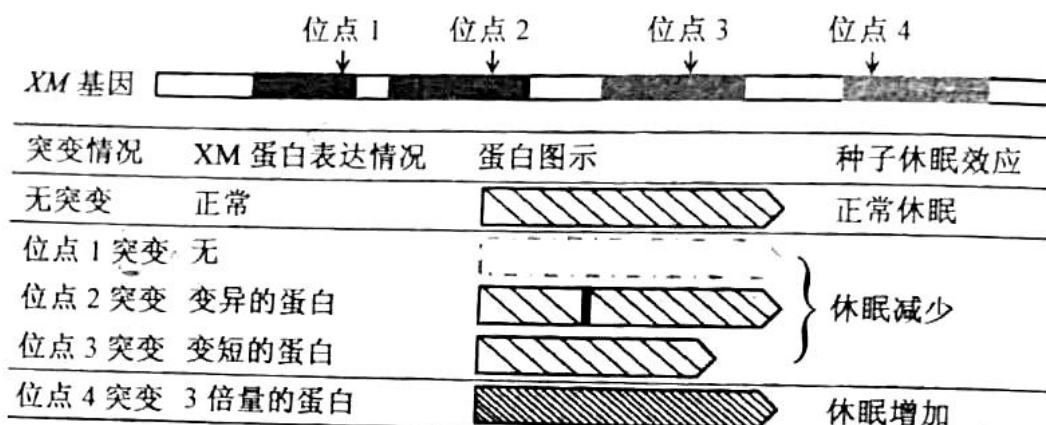 位点 1 位点 2 位点 3 位点 4
XM 基因
突变情况 XM 蛋白表达情况 蛋白图示 种子休眠效应
无突变 正常 正常休眠
位点 1 突变 无
位点 2 突变 变异的蛋白 休眠减少
位点 3 突变 变短的蛋白
位点 4 突变 3 倍量的蛋白 休眠增加